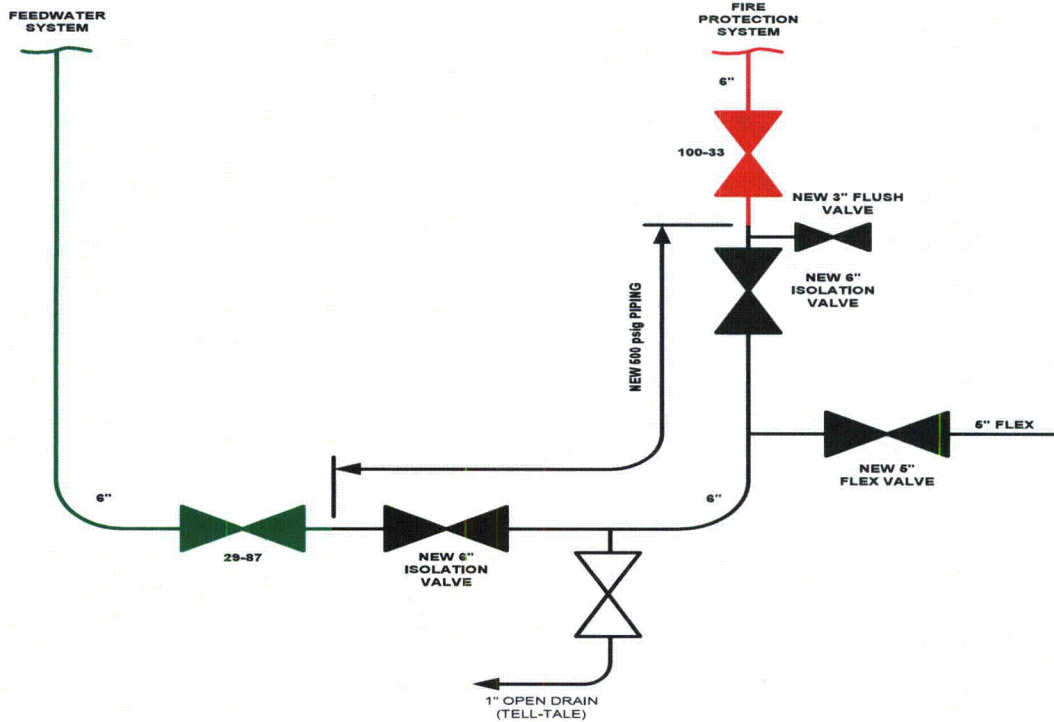 FEEDWATER
SYSTEM
FIRE
PROTECTION
SYSTEM
6"
100-33
NEW 3" FLUSH
VALVE
NEW 6"
ISOLATION
VALVE
NEW 600 psig PIPING
5" FLEX
NEW 5"
FLEX VALVE
6"
6"
29-87
NEW 6"
ISOLATION
VALVE
1" OPEN DRAIN
(TELL-TALE)